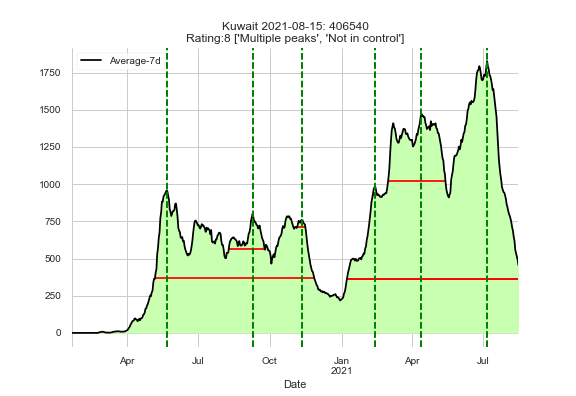 Kuwait 2021-08-15: 406540
Rating:8 ['Multiple peaks', 'Not in control']
Average-7d
1750
1500
1250
1000
750
500
250
0
Apr Jul Oct Jan Apr Jul
2021
Date